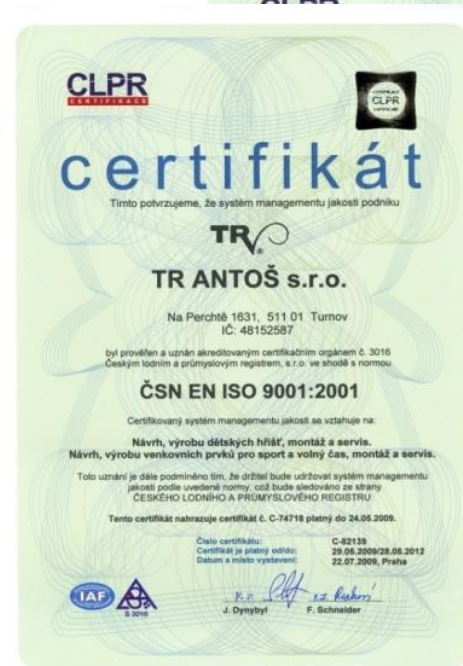 CLPR
CLPR
CERTIFIKACE
CLPR
certifikát
Tímto potvrzujeme, že systém managementu jakosti podniku
TR
®
TR ANTOŠ s.r.o.
Na Perchtě 1631, 511 01 Turnov
IČ: 48152587
byl prověřen a uznán akreditovaným certifikačním orgánem č. 3016
Českým lodním a průmyslovým registrem, s.r.o. ve shodě s normou
ČSN EN ISO 9001:2001
Certifikovaný systém managementu jakosti se vztahuje na:
Návrh, výrobu dětských hřišť, montáž a servis.
Návrh, výrobu venkovních prvků pro sport a volný čas, montáž a servis.
Toto uznání je dále podmíněno tím, že držitel bude udržovat systém managementu
jakosti podle uvedené normy, což bude sledováno ze strany
ČESKÉHO LODNÍHO A PRŮMYSLOVÉHO REGISTRU
Tento certifikát nahrazuje certifikát č. C-74718 platný do 24.05.2009.
Číslo certifikátu: C-82139
Certifikát je platný od/do: 29.06.2009/28.06.2012
Datum a místo vystavení: 22.07.2009, Praha
IAF
S 3016
J. Dynybyl F. Schneider